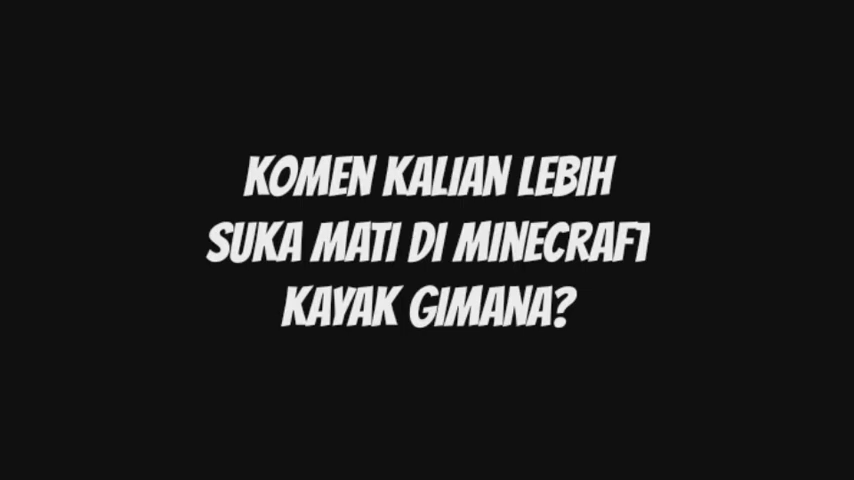 KOMEN KALIAN LEBIH
SUKA MATI DI MINECRAFT
KAYAK GIMANA?